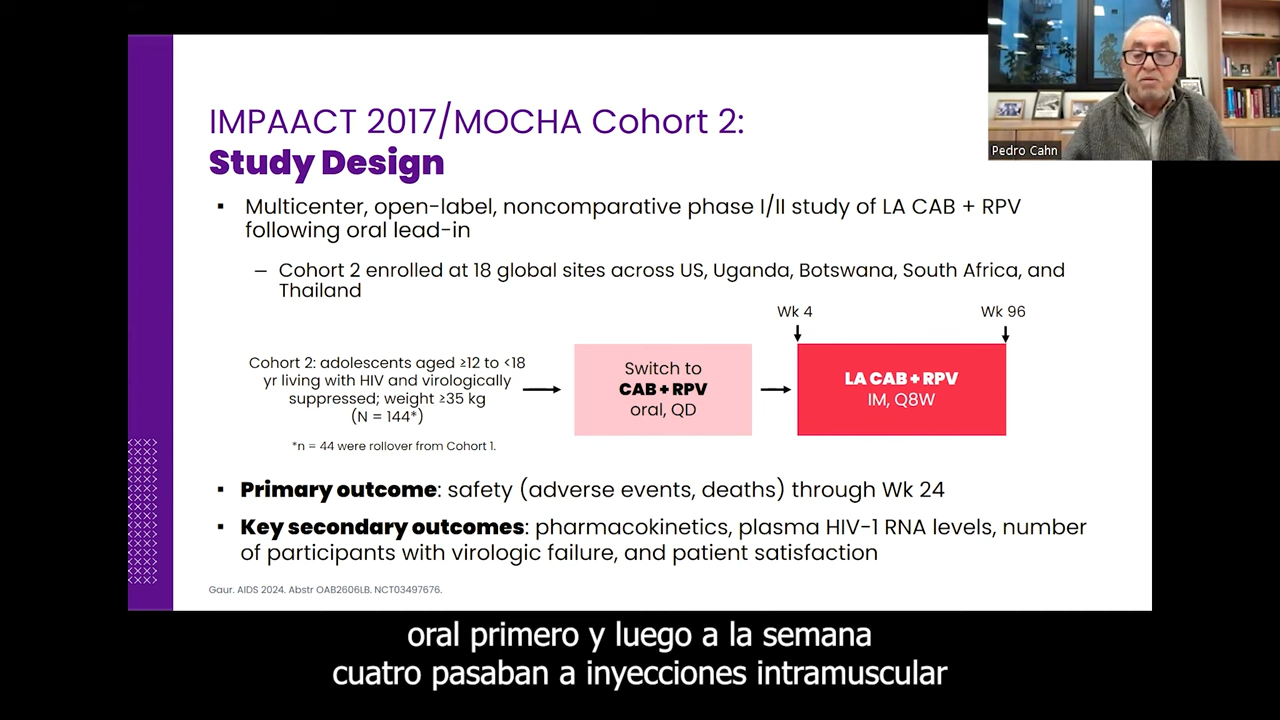 IMPAACT 2017/MOCHA Cohort 2:
Study Design
▪ Multicenter, open-label, noncomparative phase I/II study of LA CAB + RPV
following oral lead-in
– Cohort 2 enrolled at 18 global sites across US, Uganda, Botswana, South Africa, and
Thailand
Wk 4
Wk 96
Cohort 2: adolescents aged ≥12 to <18
yr living with HIV and virologically
suppressed; weight ≥35 kg
(N = 144*)
*n = 44 were rollover from Cohort 1.
Switch to
CAB + RPV
oral, QD
LA CAB + RPV
IM, Q8W
▪ Primary outcome: safety (adverse events, deaths) through Wk 24
▪ Key secondary outcomes: pharmacokinetics, plasma HIV-1 RNA levels, number
of participants with virologic failure, and patient satisfaction
Gaur. AIDS 2024. Abstr OAB2606LB. NCT03497676.
Pedro Cahn
oral primero y luego a la semana
cuatro pasaban a inyecciones intramuscular